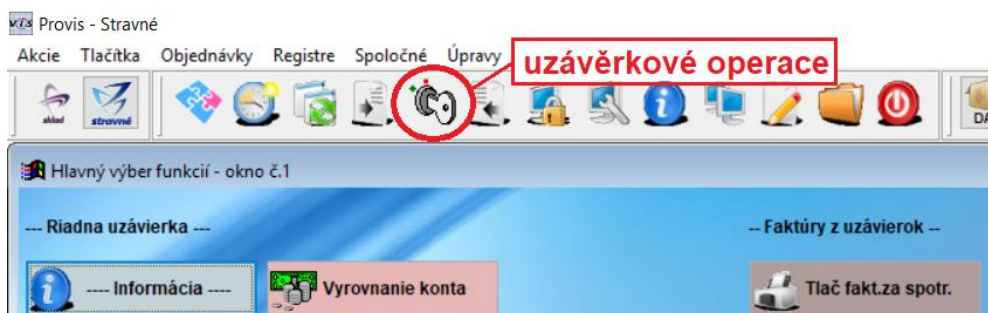 vis Provis - Stravné
Akcie Tlačítka Objednávky Registre Spoločné Úpravy
uzávěrkové operace
sklad stravné DA
Hlavný výber funkcií - okno č.1
--- Riadna uzávierka --- -- Faktúry z uzávierok --
---- Informácia ---- Vyrovnanie konta Tlač fakt.za spotr.